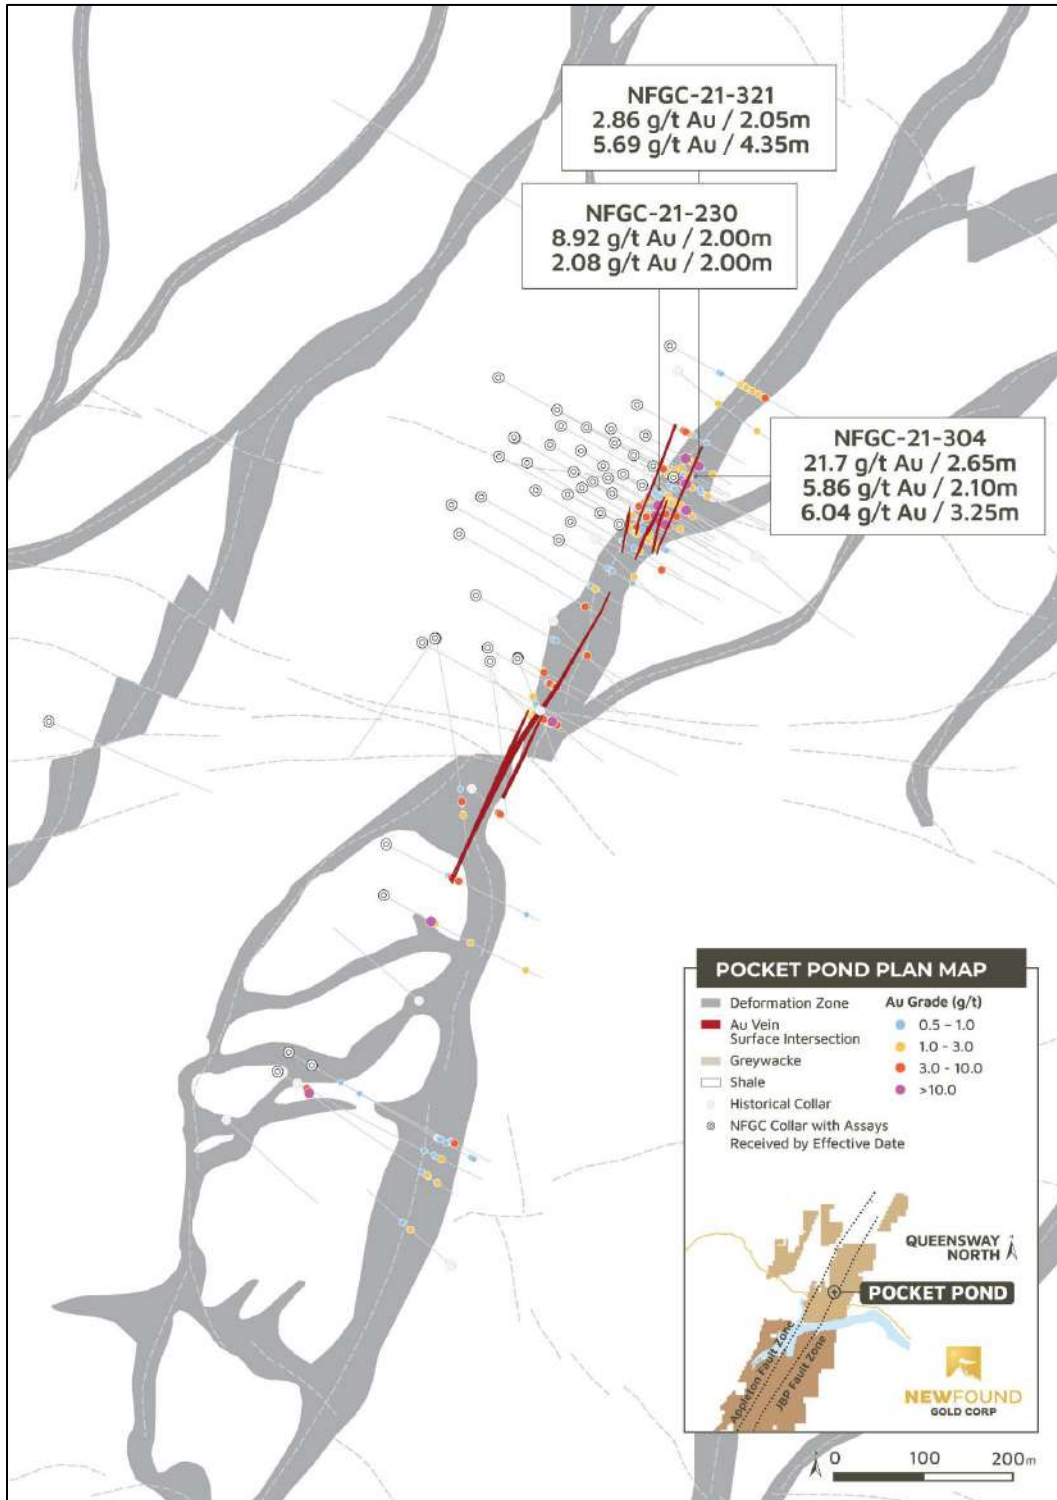 NFGC-21-321
2.86 g/t Au / 2.05m
5.69 g/t Au / 4.35m
NFGC-21-230
8.92 g/t Au / 2.00m
2.08 g/t Au / 2.00m
NFGC-21-304
21.7 g/t Au / 2.65m
5.86 g/t Au / 2.10m
6.04 g/t Au / 3.25m
POCKET POND PLAN MAP
Deformation Zone
Au Vein
Surface Intersection
Greywacke
Shale
Historical Collar
NFGC Collar with Assays
Received by Effective Date
Au Grade (g/t)
0.5 - 1.0
1.0 - 3.0
3.0 - 10.0
>10.0
QUEENSWAY
NORTH
POCKET POND
Appleton Fault Zone
JBP Fault Zone
NEWFOUND
GOLD CORP
0 100 200m